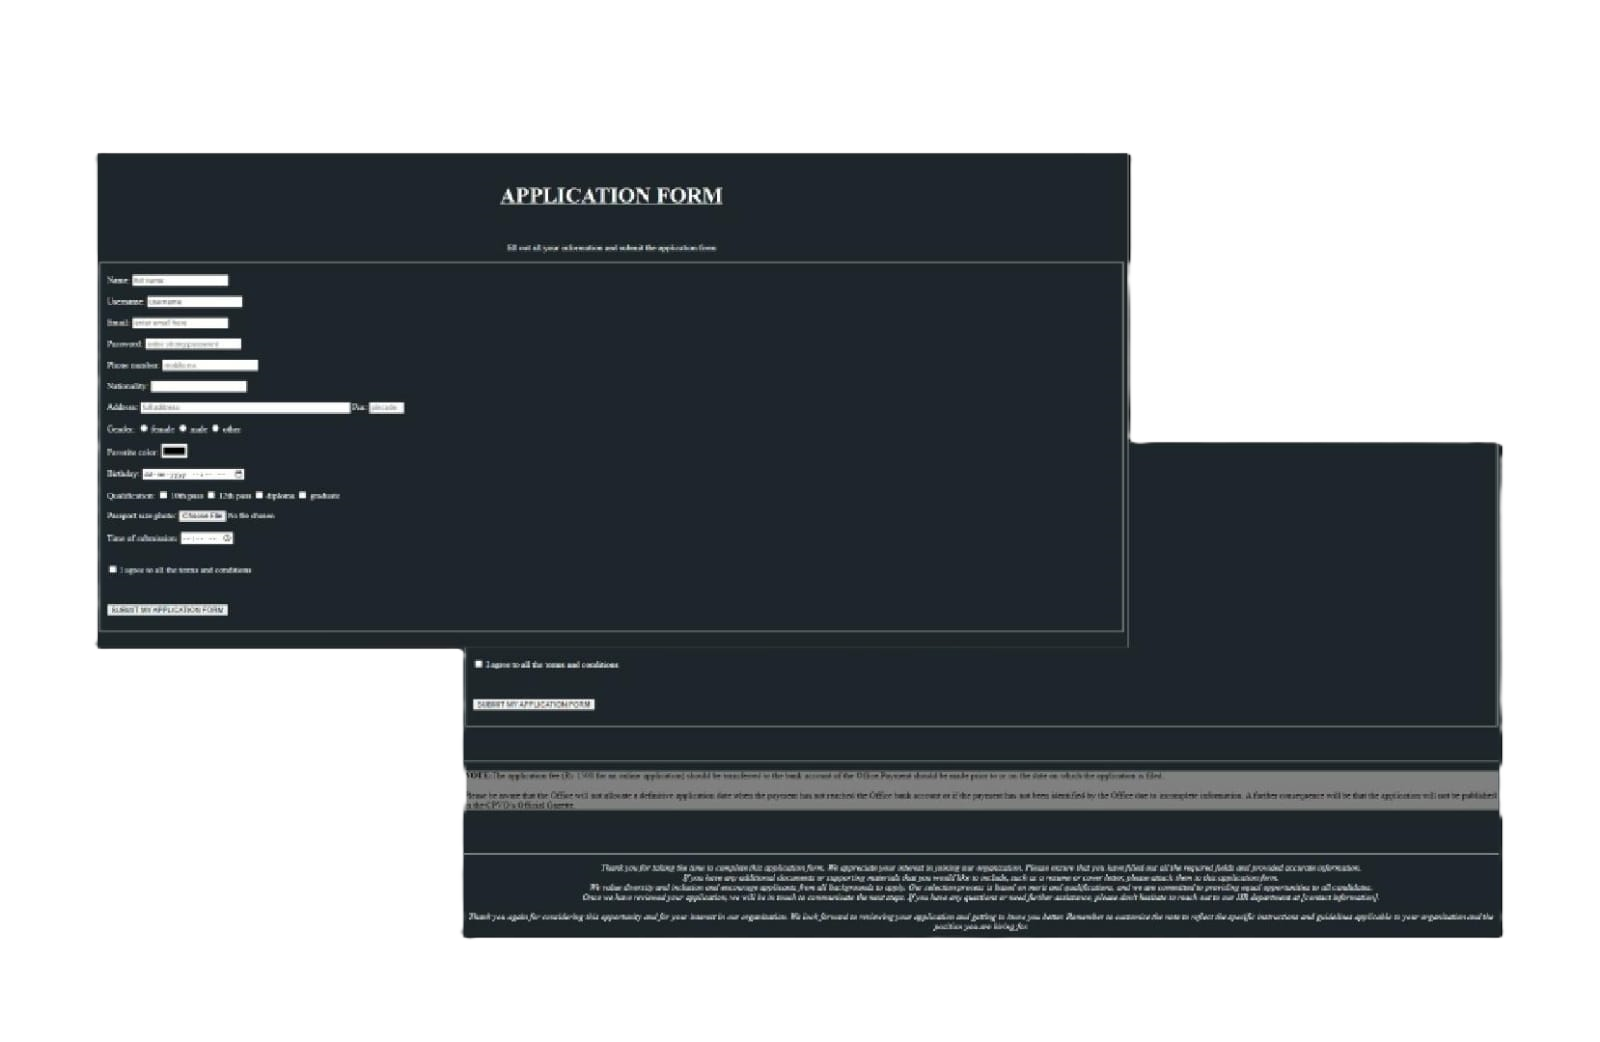 APPLICATION FORM
fill out all your information and submit the application form
Name: full name
Username: username
Email: enter email here
Password: enter strong password
Phone number:
Nationality:
Address: full address Pin: pincode
Gender: female male other
Favorite color:
Birthday: dd-mm-yyyy --:-- --
Qualification: 10th pass 12th pass diploma graduate
Passport size photo: Choose File No file chosen
Time of submission: --:-- --
I agree to all the terms and conditions
SUBMIT MY APPLICATION FORM
I agree to all the terms and conditions
SUBMIT MY APPLICATION FORM
NOTE: The application fee (Rs 1500 for an online application) should be transferred to the bank account of the Office Payment should be made prior to or on the date on which the application is filed.
Please be aware that the Office will not allocate a definitive application date when the payment has not reached the Office bank account or if the payment has not been identified by the Office due to incomplete information. A further consequence will be that the application will not be published
in the CPVO's Official Gazette.
Thank you for taking the time to complete this application form. We appreciate your interest in joining our organization. Please ensure that you have filled out all the required fields and provided accurate information.
If you have any additional documents or supporting materials that you would like to include, such as a resume or cover letter, please attach them to this application form.
We value diversity and inclusion and encourage applicants from all backgrounds to apply. Our selection process is based on merit and qualifications, and we are committed to providing equal opportunities to all candidates.
Once we have reviewed your application, we will be in touch to communicate the next steps. If you have any questions or need further assistance, please don't hesitate to reach out to our HR department at [contact information].
Thank you again for considering this opportunity and for your interest in our organization. We look forward to reviewing your application and getting to know you better. Remember to customize the note to reflect the specific instructions and guidelines applicable to your organization and the
position you are hiring for.